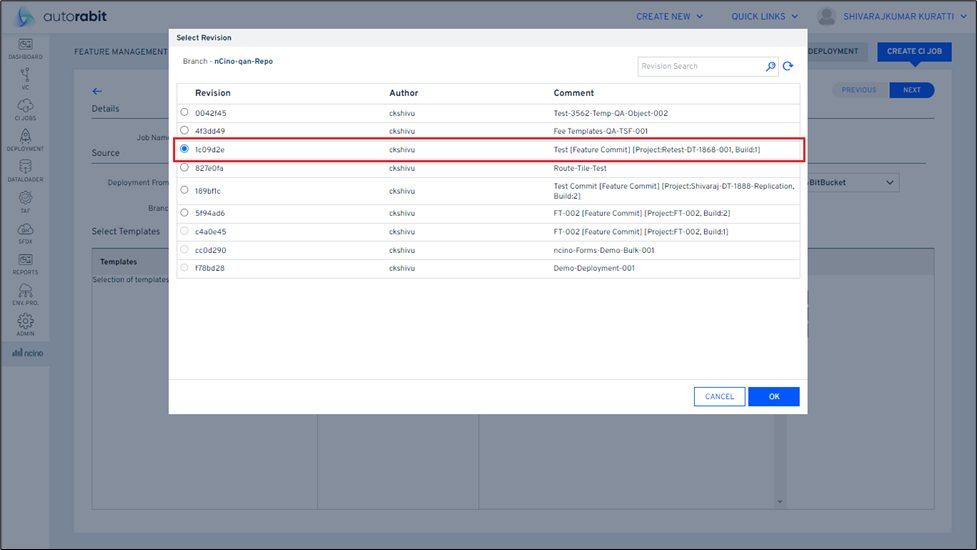 autorabit
CREATE NEW
QUICK LINKS
SHIVARAJKUMAR KURATTI
DASHBOARD
VC
CI JOBS
DEPLOYMENT
DATALOADER
TAF
SFDX
REPORTS
ENV. PRO.
ADMIN
ncino
FEATURE MANAGEMENT
DEPLOYMENT
CREATE CI JOB
PREVIOUS
NEXT
Details
Job Name
Source
Deployment From
BitBucket
Branc
Select Templates
Templates
Selection of templates
Select Revision
Branch - nCino-qan-Repo
Revision Search
Revision Author Comment
0042f45 ckshivu Test-3562-Temp-QA-Object-002
4f3dd49 ckshivu Fee Templates-QA-TSF-001
1c09d2e ckshivu Test [Feature Commit] [Project:Retest-DT-1868-001, Build:1]
827e0fa ckshivu Route-Tile-Test
189bf1c ckshivu Test Commit [Feature Commit] [Project:Shivaraj-DT-1888-Replication,
Build:2]
5f94ad6 ckshivu FT-002 [Feature Commit] [Project:FT-002, Build:2]
c4a0e45 ckshivu FT-002 [Feature Commit] [Project:FT-002, Build:1]
cc0d290 ckshivu ncino-Forms-Demo-Bulk-001
f78bd28 ckshivu Demo-Deployment-001
CANCEL
OK